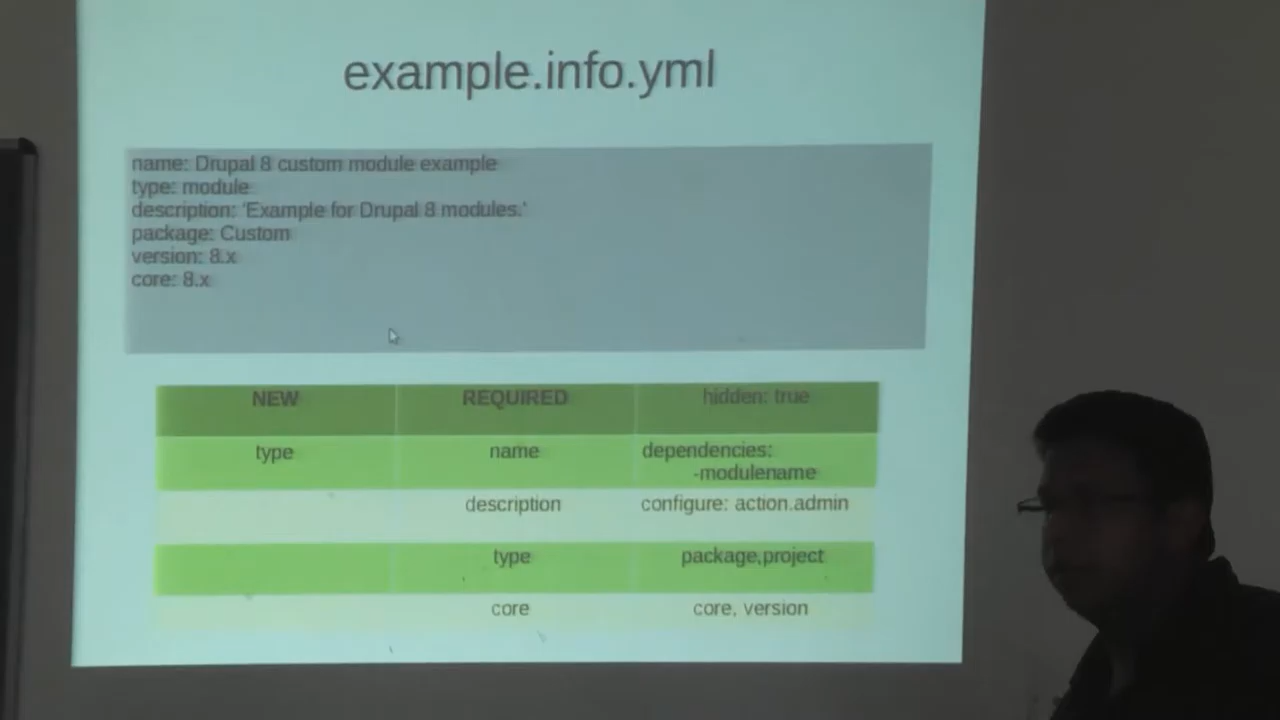 example.info.yml
name: Drupal 8 custom module example
type: module
description: 'Example for Drupal 8 modules.'
package: Custom
version: 8.x
core: 8.x
NEW REQUIRED hidden: true
type name dependencies:
-modulename
description configure: action.admin
type package,project
core core, version